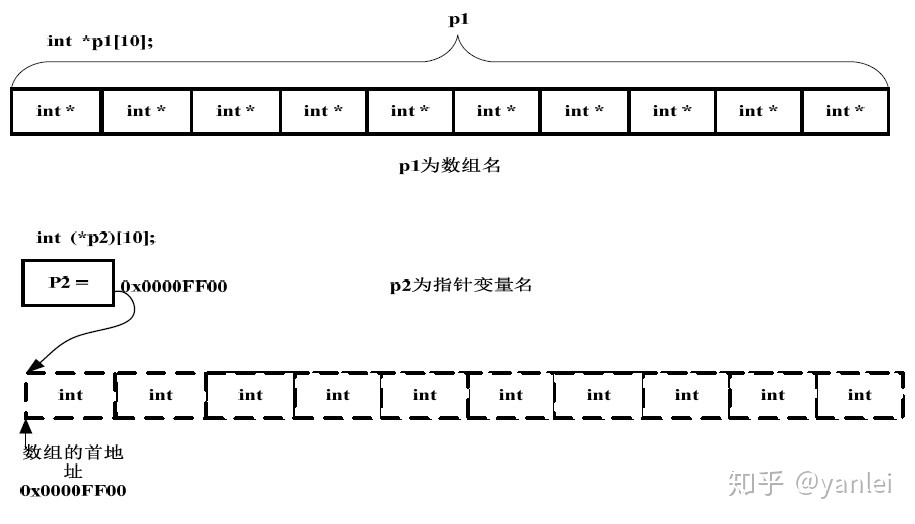 p1
int *p1[10];
int * int * int * int * int * int * int * int * int * int *
p1为数组名
int (*p2)[10];
P2 = 0x0000FF00
p2为指针变量名
int int int int int int int int int int
数组的首地
址
0x0000FF00
知乎 @yanlei